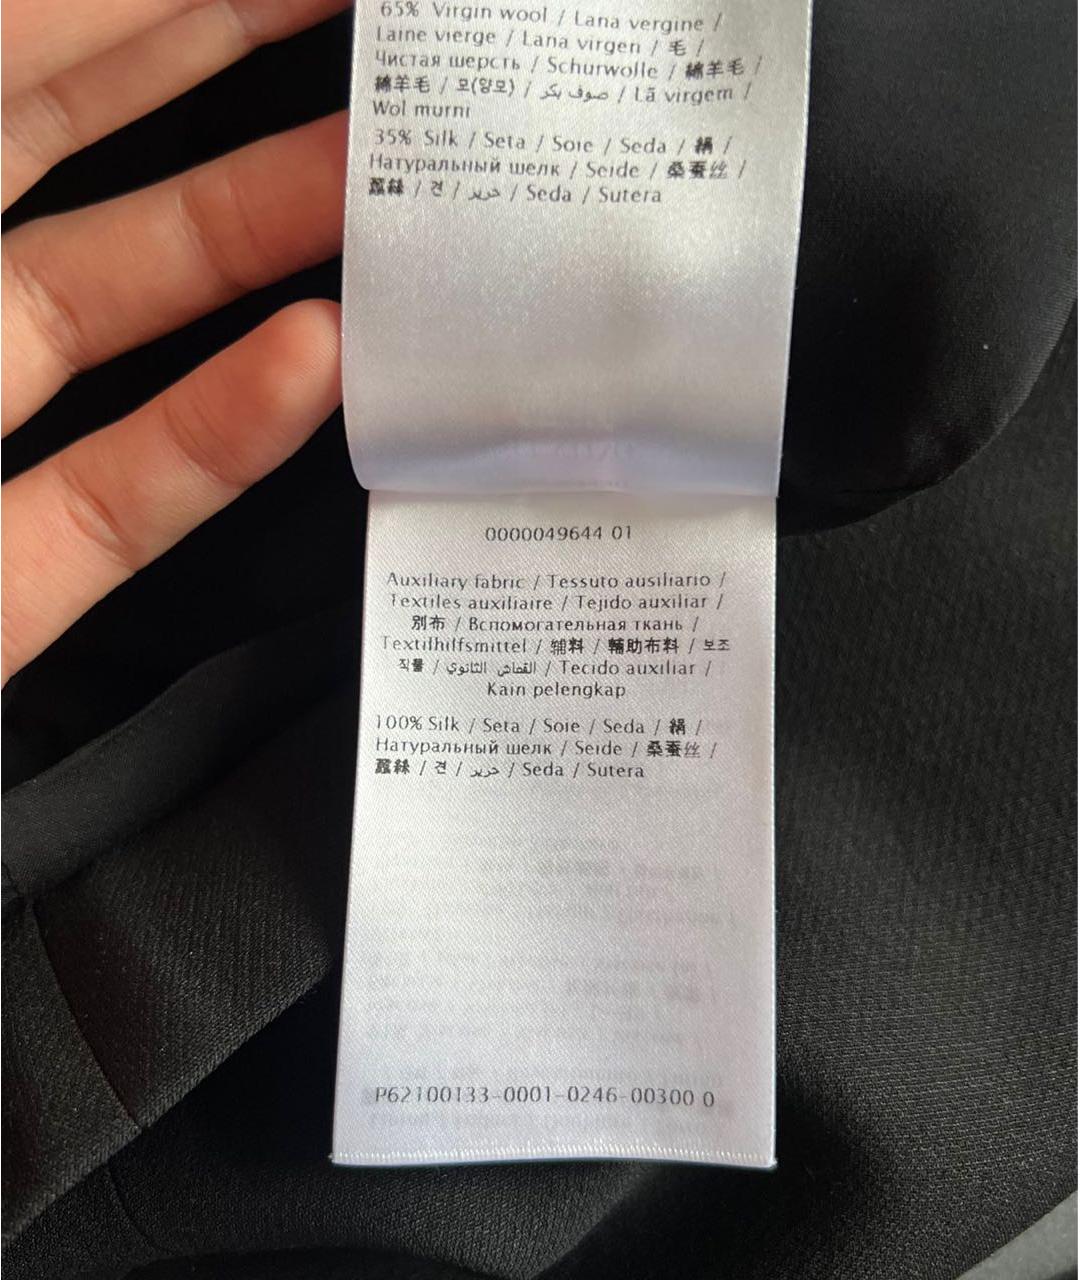 65% Virgin wool / Lana vergine /
Laine vierge / Lana virgen / 毛 /
Чистая шерсть / Schurwolle / 綿羊毛 /
綿羊毛 / 모(양모) / صوف بكر / Lã virgem /
Wol murni
35% Silk / Seta / Soie / Seda / 絹 /
Натуральный шелк / Seide / 桑蚕丝 /
蠶絲 / 견 / حرير / Seda / Sutera
0000049644 01
Auxiliary fabric / Tessuto ausiliario /
Textiles auxiliaire / Tejido auxiliar /
別布 / Вспомогательная ткань /
Textilhilfsmittel / 辅料 / 輔助布料 / 보조
직물 / القماش الثانوي / Tecido auxiliar /
Kain pelengkap
100% Silk / Seta / Soie / Seda / 絹 /
Натуральный шелк / Seide / 桑蚕丝 /
蠶絲 / 견 / حرير / Seda / Sutera
P62100133-0001-0246-00300 0